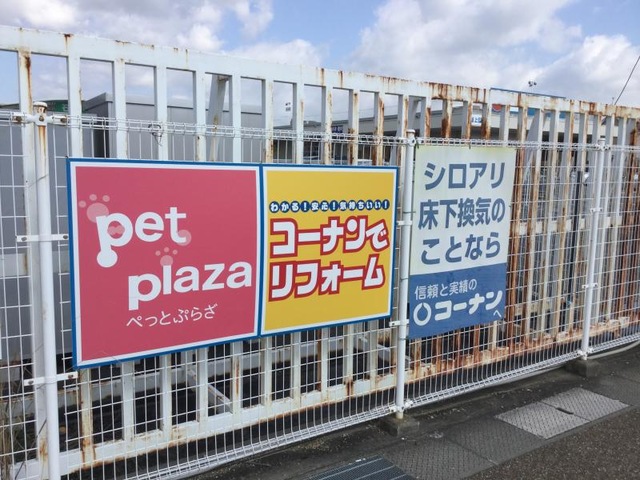 pet
plaza
ぺっとぷらざ
わかる!安心!気持ちいい!
コーナンで
リフォーム
シロアリ
床下換気の
ことなら
信頼と実績の
コーナンへ